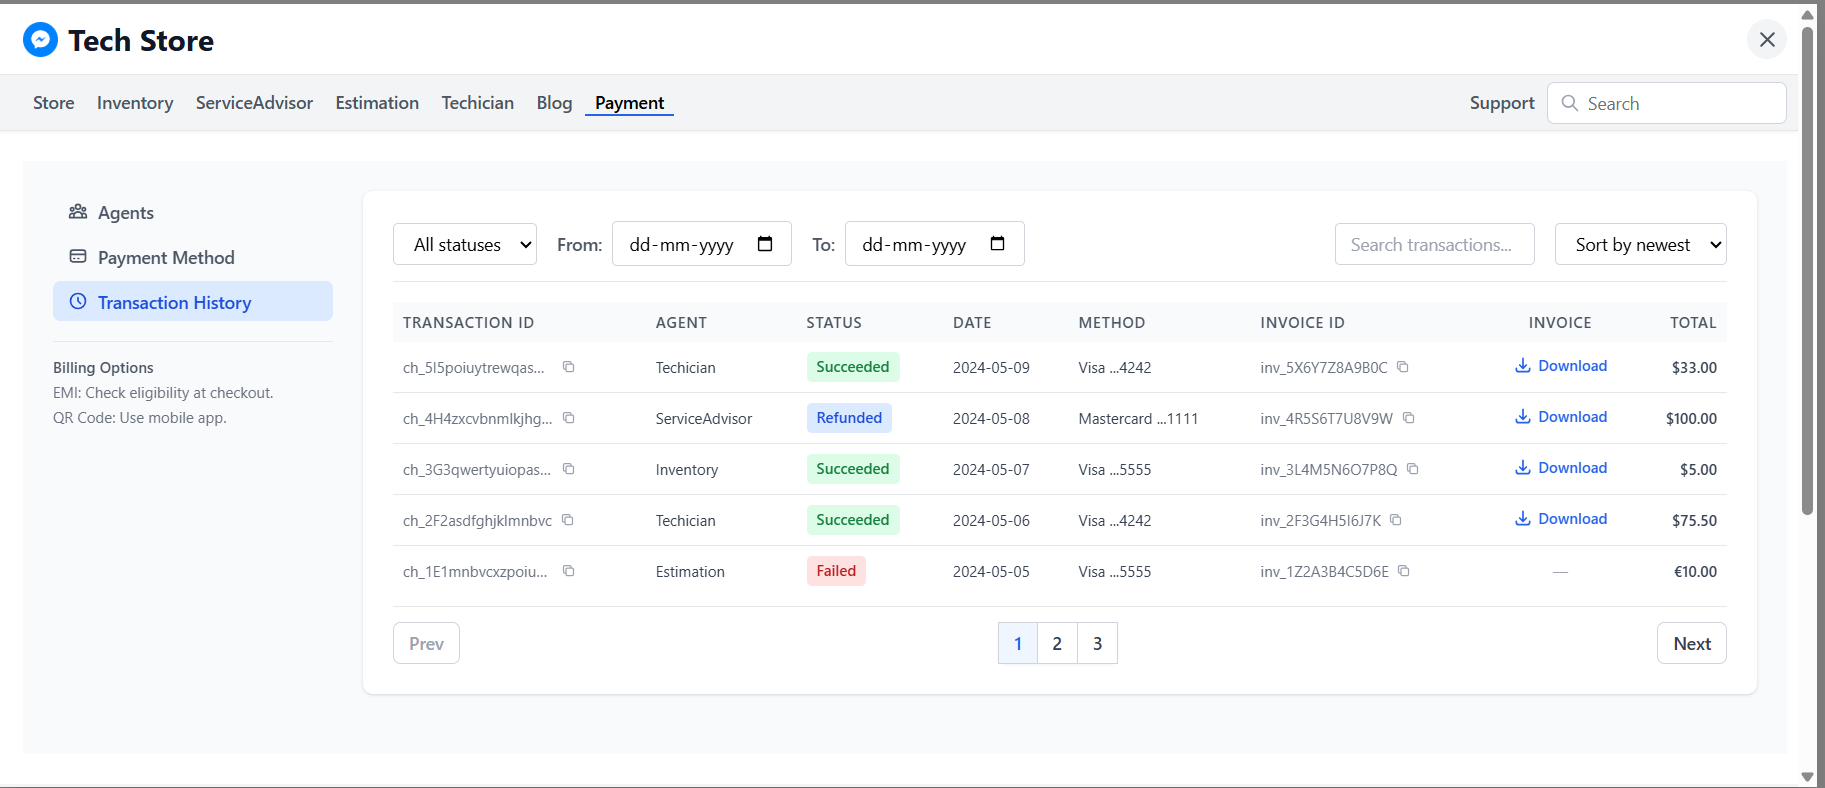 Tech Store
Store Inventory ServiceAdvisor Estimation Techician Blog Payment Support Search
Agents
Payment Method
Transaction History
Billing Options
EMI: Check eligibility at checkout.
QR Code: Use mobile app.
All statuses From: dd-mm-yyyy To: dd-mm-yyyy Search transactions... Sort by newest
TRANSACTION ID AGENT STATUS DATE METHOD INVOICE ID INVOICE TOTAL
ch_5I5poiuytrewqas... Techician Succeeded 2024-05-09 Visa ...4242 inv_5X6Y7Z8A9B0C Download $33.00
ch_4H4zxcvbnmlkjhg... ServiceAdvisor Refunded 2024-05-08 Mastercard ...1111 inv_4R5S6T7U8V9W Download $100.00
ch_3G3qwertyuiopas... Inventory Succeeded 2024-05-07 Visa ...5555 inv_3L4M5N6O7P8Q Download $5.00
ch_2F2asdfghjklmnbvc Techician Succeeded 2024-05-06 Visa ...4242 inv_2F3G4H5I6J7K Download $75.50
ch_1E1mnbvcxzpoiu... Estimation Failed 2024-05-05 Visa ...5555 inv_1Z2A3B4C5D6E — €10.00
Prev 1 2 3 Next